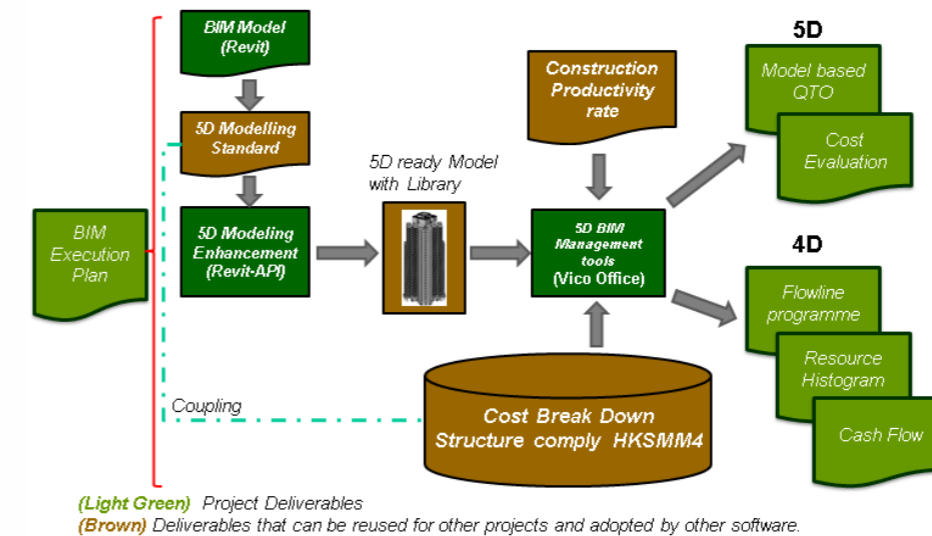 BIM Model
(Revit)
5D Modelling
Standard
5D Modeling
Enhancement
(Revit-API)
BIM
Execution
Plan
5D ready Model
with Library
Construction
Productivity
rate
5D BIM
Management
tools
(Vico Office)
Coupling
Cost Break Down
Structure comply HKSMM4
5D
Model based
QTO
Cost
Evaluation
4D
Flowline
programme
Resource
Histogram
Cash Flow
(Light Green) Project Deliverables
(Brown) Deliverables that can be reused for other projects and adopted by other software.